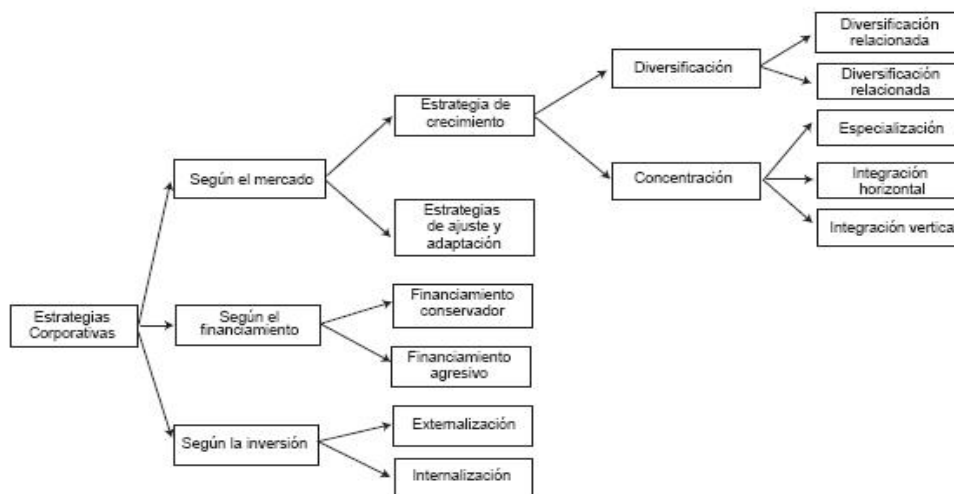 Diversificación
relacionada
Diversificación
Diversificación
relacionada
Estrategia de
crecimiento
Especialización
Según el mercado
Concentración
Integración
horizontal
Estrategias
de ajuste y
adaptación
Integración vertica
Estrategias
Corporativas
Según el
financiamiento
Financiamiento
conservador
Financiamiento
agresivo
Según la inversión
Externalización
Internalización